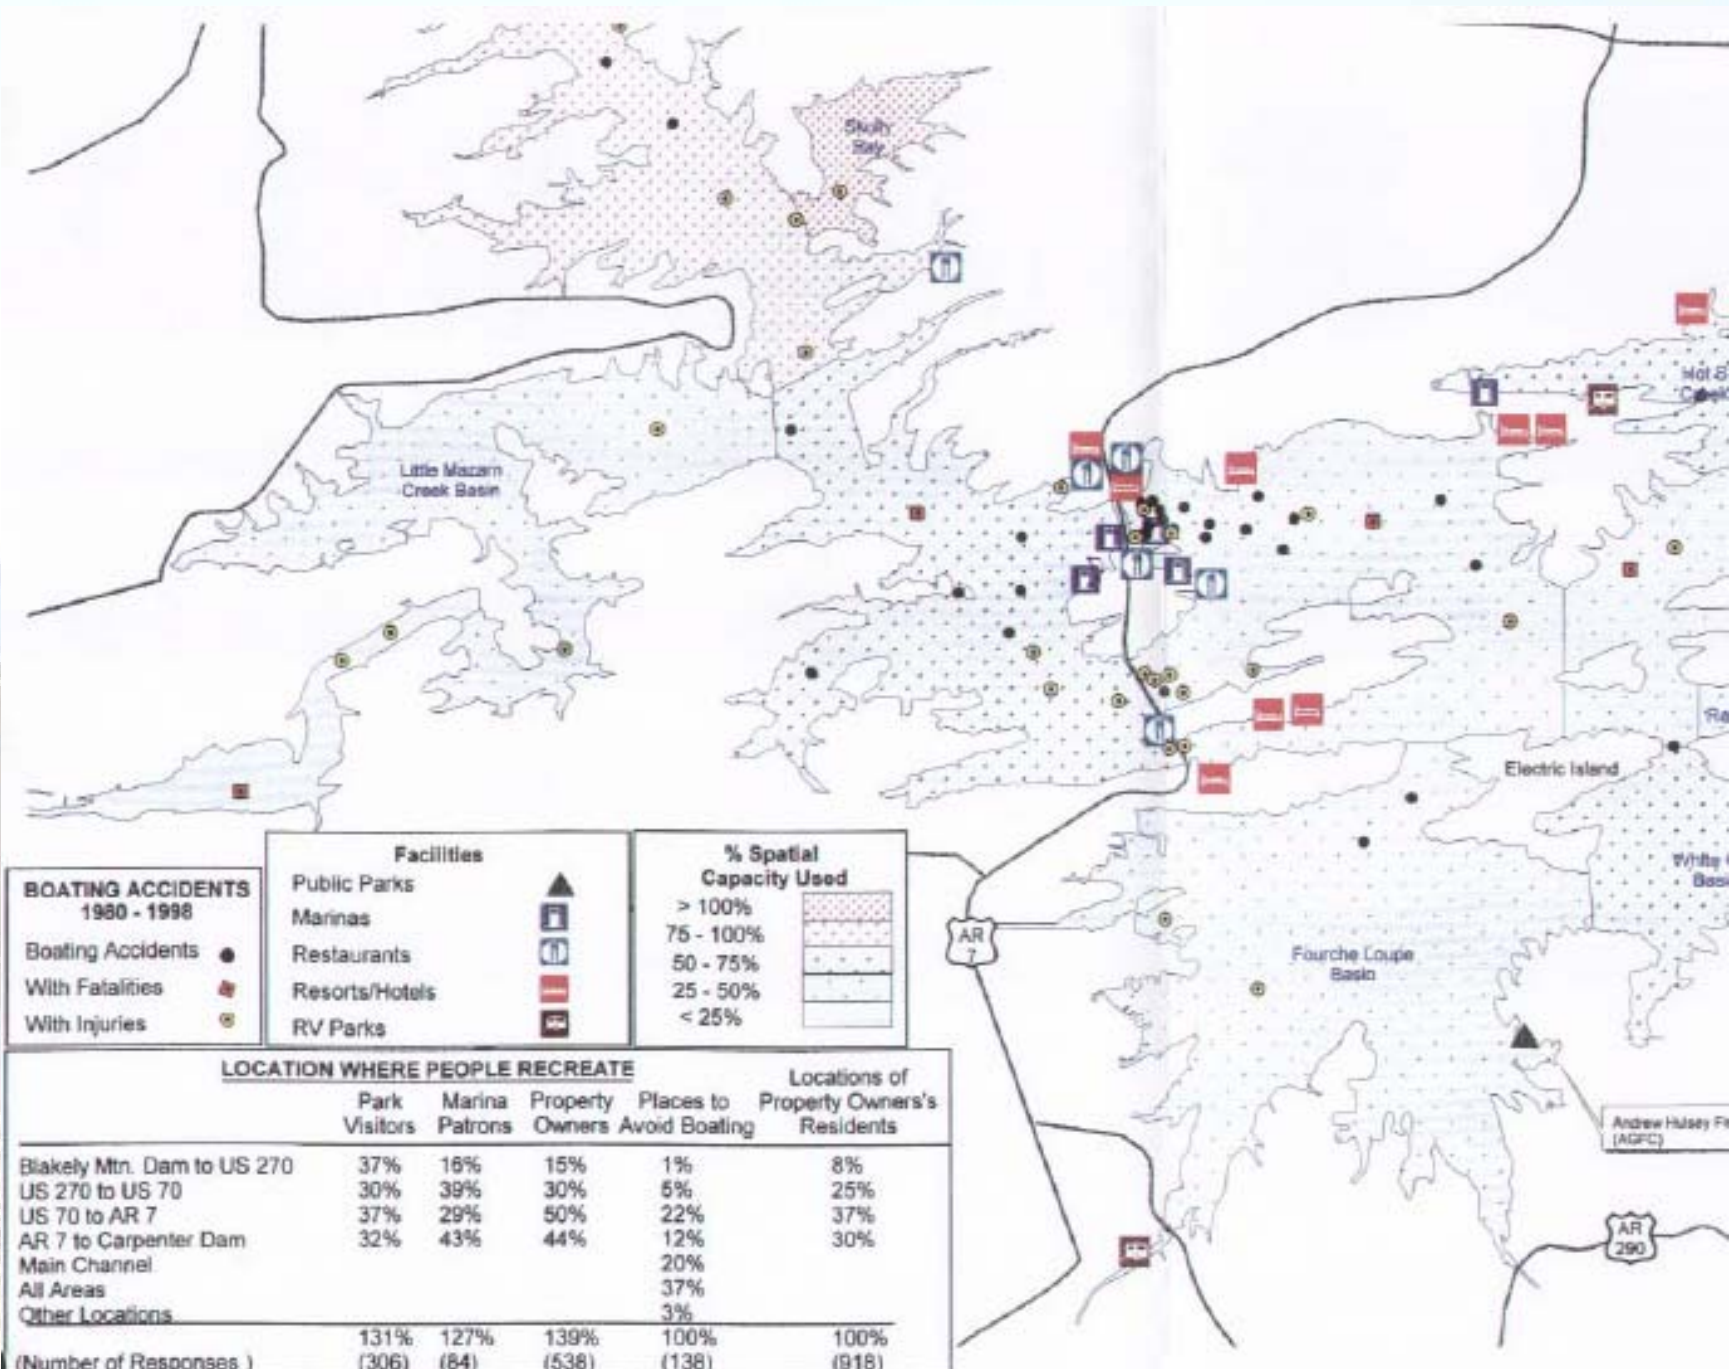 Skully
Bay
Little Mazarn
Creek Basin
Hot S
Creek
Electric Island
White
Basi
Fourche Loupe
Basin
Andrew Hulsey
(AGFC)
AR
7
AR
290
BOATING ACCIDENTS
1980 - 1998
Boating Accidents
With Fatalities
With Injuries
Facilities
Public Parks
Marinas
Restaurants
Resorts/Hotels
RV Parks
% Spatial
Capacity Used
> 100%
75 - 100%
50 - 75%
25 - 50%
< 25%
LOCATION WHERE PEOPLE RECREATE
Park Visitors Marina Patrons Property Owners Places to Avoid Boating Locations of Property Owners's Residents
Blakely Mtn. Dam to US 270 37% 16% 15% 1% 8%
US 270 to US 70 30% 39% 30% 5% 25%
US 70 to AR 7 37% 29% 50% 22% 37%
AR 7 to Carpenter Dam 32% 43% 44% 12% 30%
Main Channel 20%
All Areas 37%
Other Locations 3%
131% 127% 139% 100% 100%
(Number of Responses ) (306) (84) (538) (138) (918)